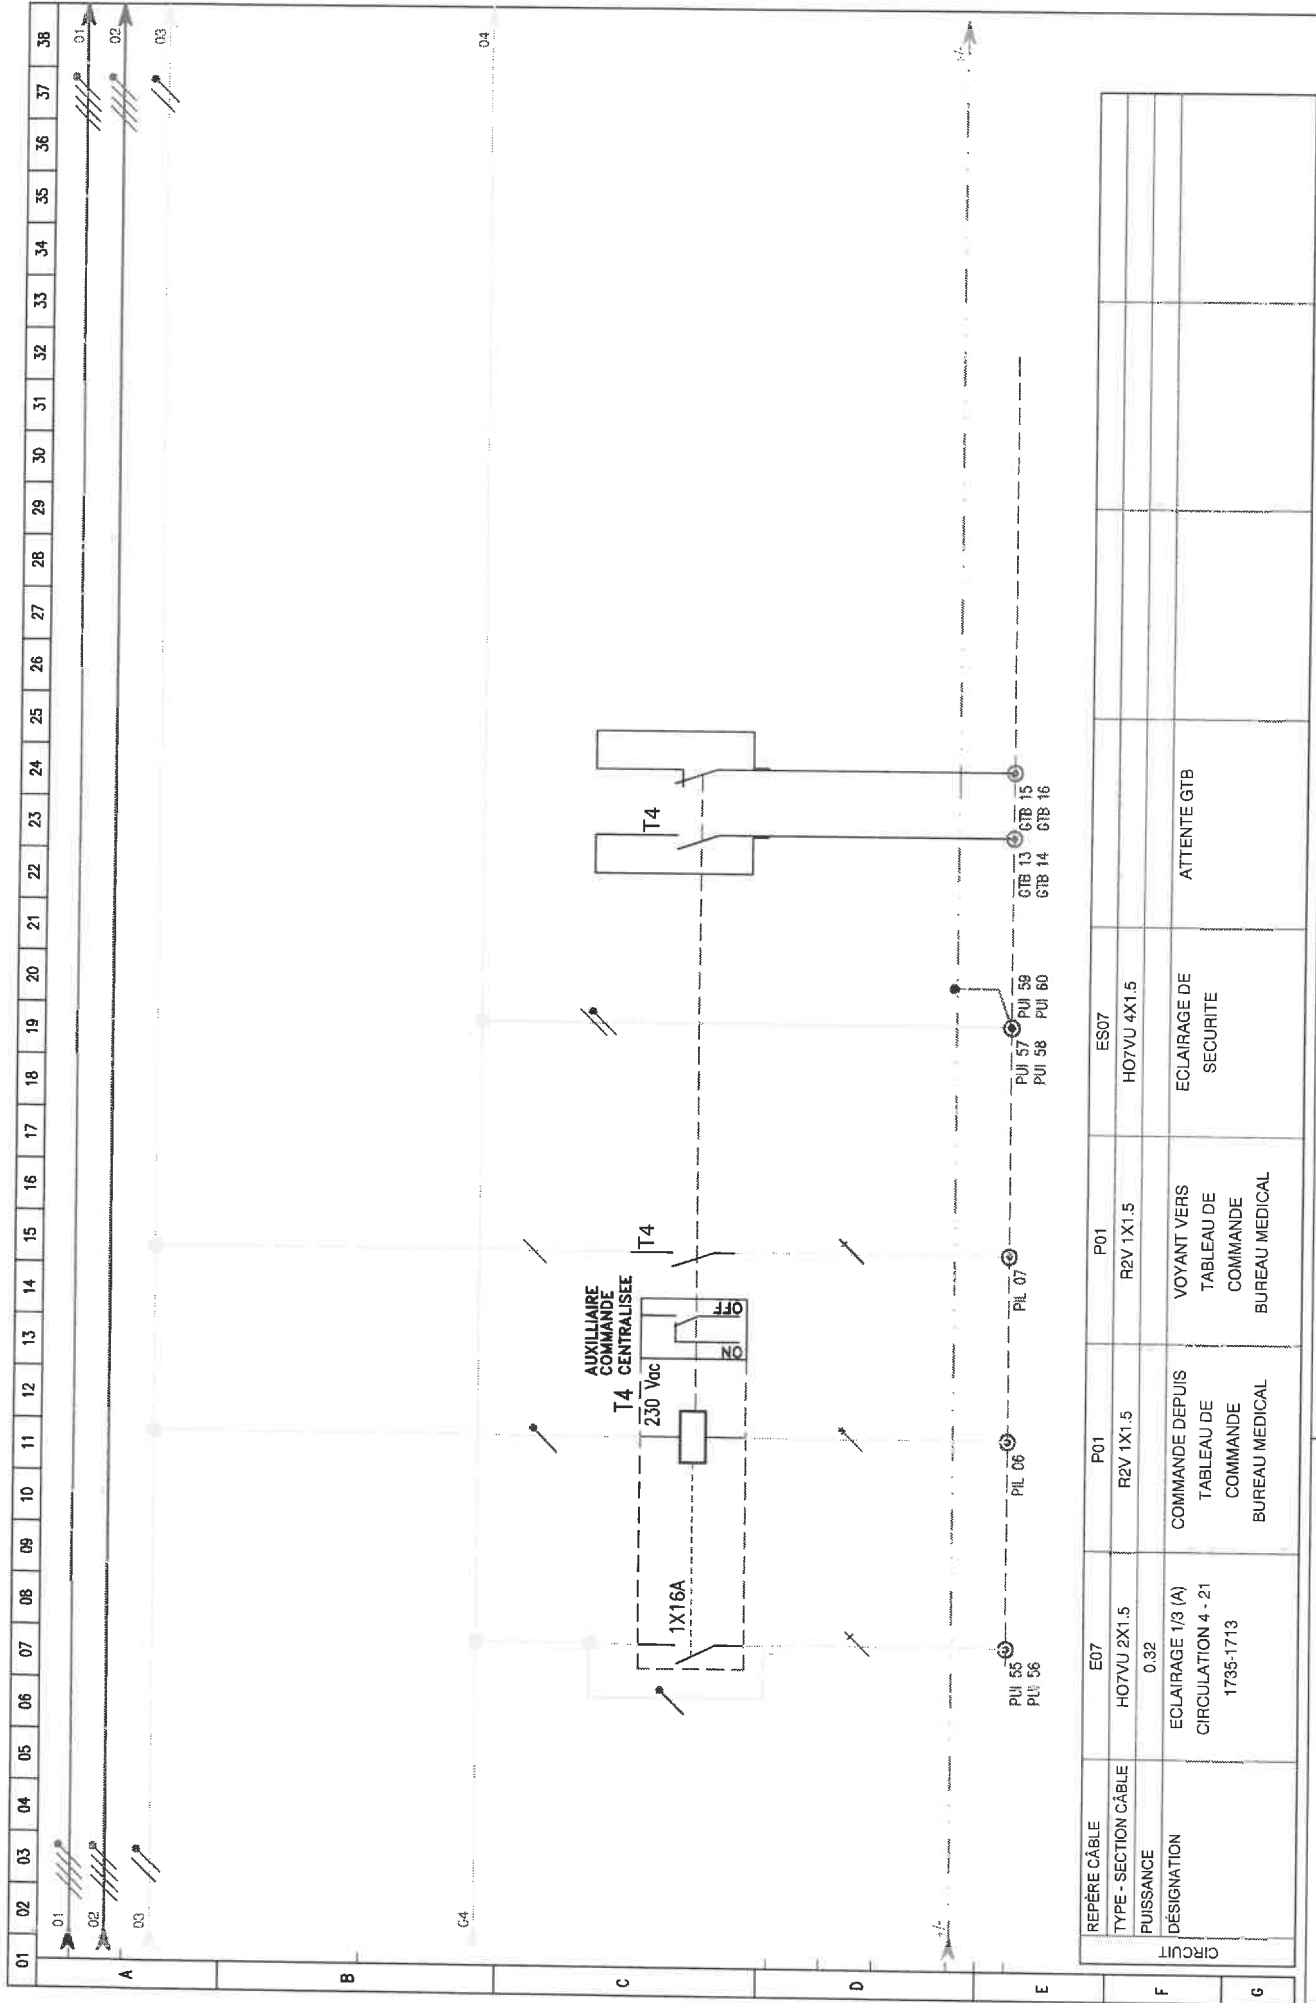 01 02 03 04 05 06 07 08 09 10 11 12 13 14 15 16 17 18 19 20 21 22 23 24 25 26 27 28 29 30 31 32 33 34 35 36 37 38
A
B
C
D
E
F
G
01
01
02
02
03
03
04
04
+/-
+/-
AUXILLIAIRE
COMMANDE
CENTRALISEE
T4
230 Vac
ON
OFF
1X16A
T4
T4
PUI 55
PUI 56
PIL 06
PIL 07
PUI 57
PUI 58
PUI 59
PUI 60
GTB 13
GTB 14
GTB 15
GTB 16
CIRCUIT
REPÈRE CÂBLE E07 P01 P01 ES07
TYPE - SECTION CÂBLE HO7VU 2X1.5 R2V 1X1.5 R2V 1X1.5 HO7VU 4X1.5
PUISSANCE 0.32
DÉSIGNATION
ECLAIRAGE 1/3 (A)
CIRCULATION 4 - 21
1735-1713
COMMANDE DEPUIS
TABLEAU DE
COMMANDE
BUREAU MEDICAL
VOYANT VERS
TABLEAU DE
COMMANDE
BUREAU MEDICAL
ECLAIRAGE DE
SECURITE
ATTENTE GTB